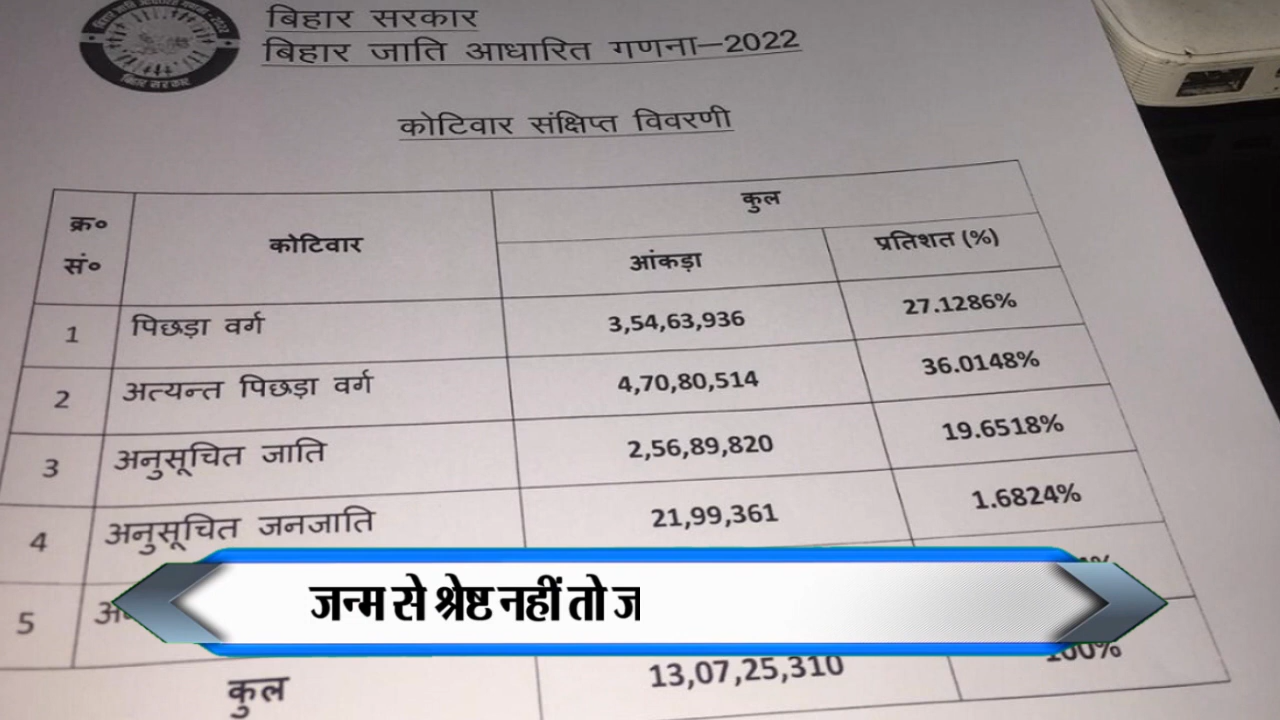 बिहार सरकार
बिहार जाति आधारित गणना–2022
बिहार सरकार
कोटिवार संक्षिप्त विवरणी
क्र० सं० कोटिवार कुल
आंकड़ा प्रतिशत (%)
1 पिछड़ा वर्ग 3,54,63,936 27.1286%
2 अत्यन्त पिछड़ा वर्ग 4,70,80,514 36.0148%
3 अनुसूचित जाति 2,56,89,820 19.6518%
4 अनुसूचित जनजाति 21,99,361 1.6824%
5
जन्म से श्रेष्ट नहीं तो ज
कुल 13,07,25,310 100%